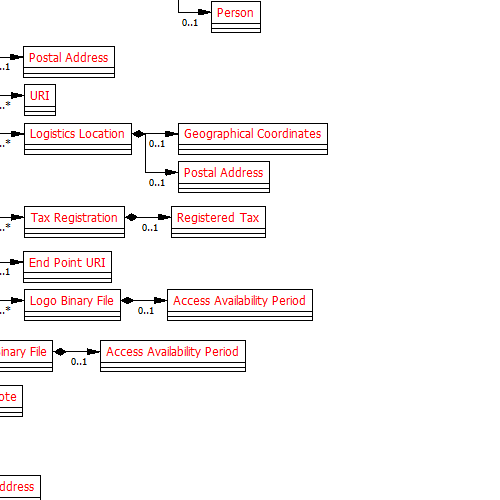 Person
0..1
Postal Address
..1
URI
..*
Logistics Location
Geographical Coordinates
..*
0..1
Postal Address
0..1
Tax Registration
Registered Tax
..*
0..1
End Point URI
..1
Logo Binary File
Access Availability Period
..*
0..1
inary File
Access Availability Period
0..1
ote
ddress